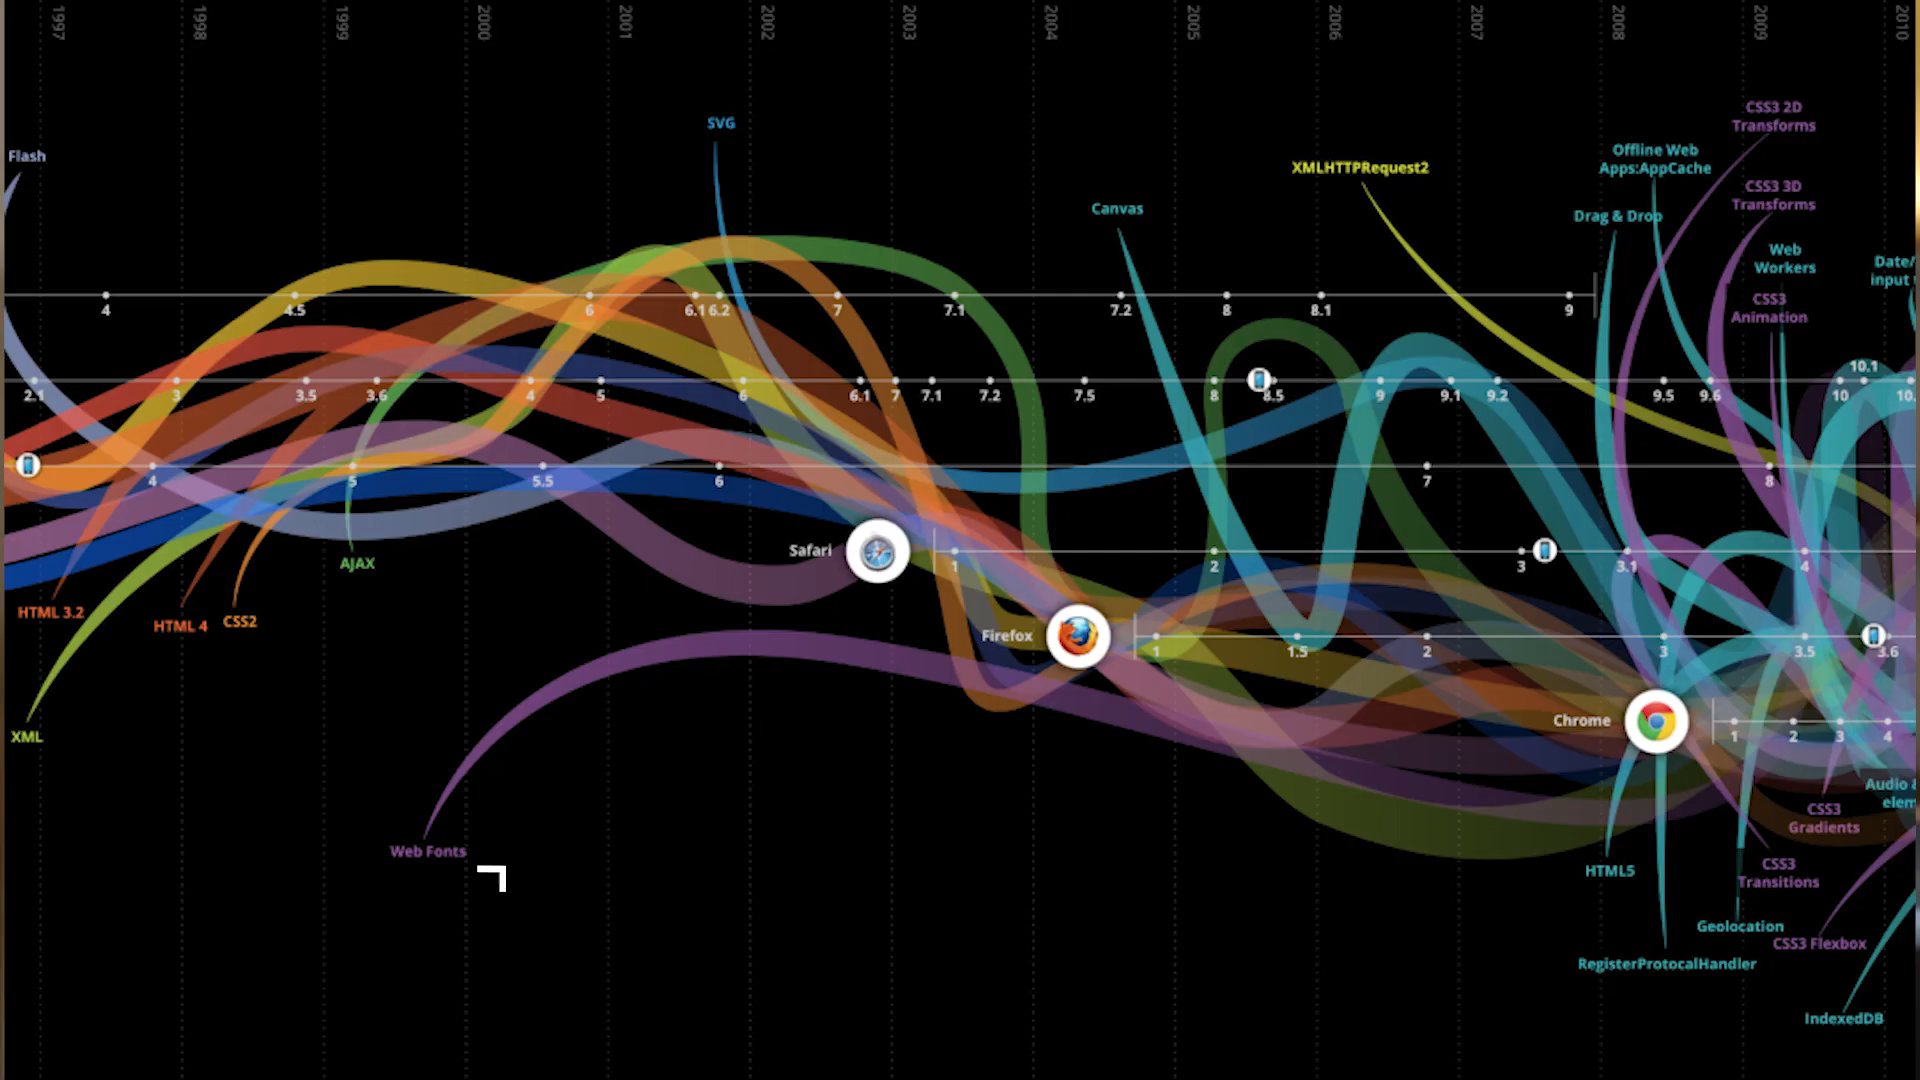 1997
1998
1999
2000
2001
2002
2003
2004
2005
2006
2007
2008
2009
2010
CSS3 2D
Transforms
SVG
Flash
Offline Web
Apps:AppCache
XMLHTTPRequest2
CSS3 3D
Transforms
Canvas
Drag & Drop
Web
Workers
Date/
input
CSS3
Animation
4 4.5 6 6.1 6.2 7 7.1 7.2 8 8.1 9
10.1
2.1 3 3.5 3.6 4 5 6 6.1 7 7.1 7.2 7.5 8 8.5 9 9.1 9.2 9.5 9.6 10 10.
4 5 5.5 6 7 8
Safari
1 2 3 3.1 4
AJAX
HTML 3.2
HTML 4
CSS2
Firefox
1 1.5 2 3 3.5 3.6
XML
Chrome
1 2 3 4
Audio &
elem
CSS3
Gradients
Web Fonts
HTML5
CSS3
Transitions
Geolocation
CSS3 Flexbox
RegisterProtocalHandler
IndexedDB